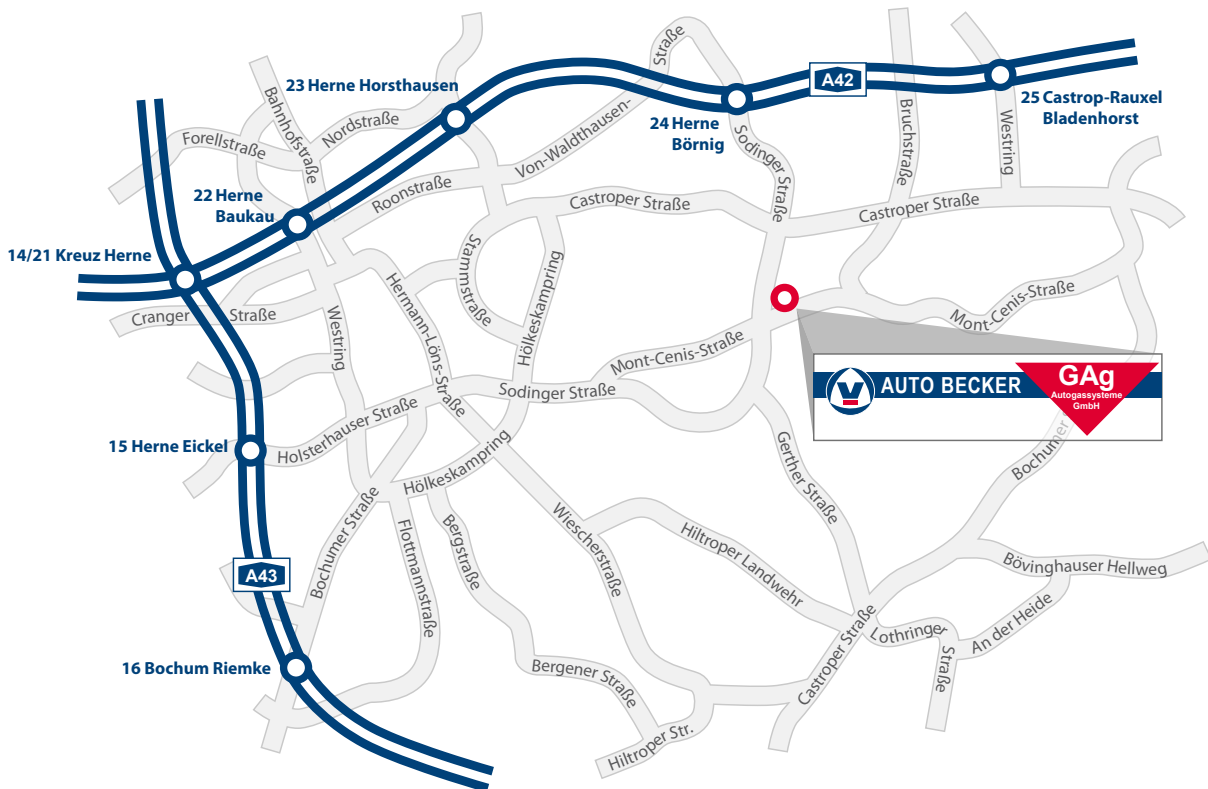 Straße
A42
23 Herne Horsthausen
25 Castrop-Rauxel
Bladenhorst
24 Herne
Börnig
Bahnhofstraße
Nordstraße
Forellstraße
Von-Waldthausen-
Sodinger Straße
Bruchstraße
Westring
22 Herne
Baukau
Roonstraße
Castroper Straße
Castroper Straße
14/21 Kreuz Herne
Stammstraße
Hölkeskampring
Hermann-Löns-Straße
Cranger
Straße
Westring
Mont-Cenis-Straße
Mont-Cenis-Straße
AUTO BECKER
GAg
Autogassysteme
GmbH
Sodinger Straße
Holsterhauser Straße
15 Herne Eickel
Hölkeskampring
Gerther Straße
Bochumer
Bochumer Straße
Flottmannstraße
Bergstraße
Wiescherstraße
Hiltroper Landwehr
Bövinghauser Hellweg
A43
An der Heide
Lothringer
Straße
Castroper Straße
16 Bochum Riemke
Bergener Straße
Hiltroper Str.